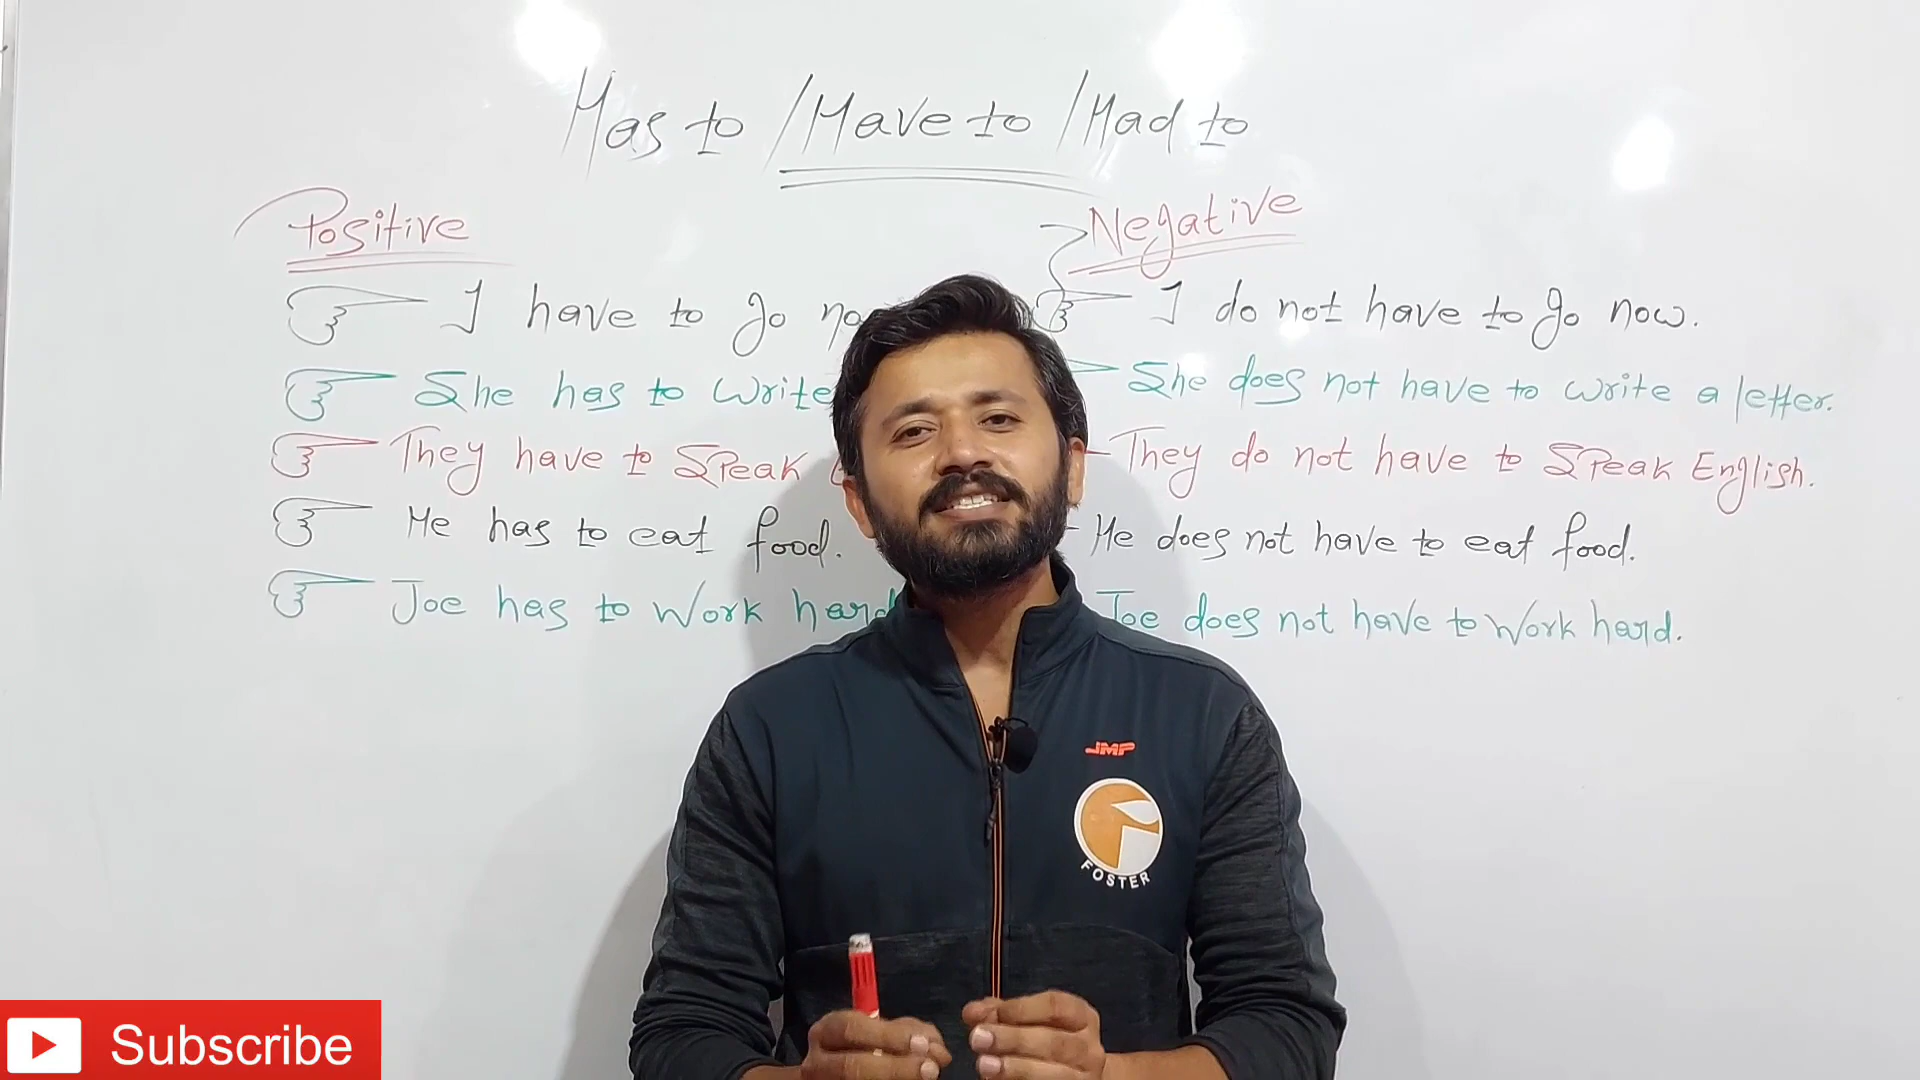 Has to / Have to / Had to
Positive
I have to go
She has to write
They have to speak
He has to eat food.
Joe has to work hard
Negative
I do not have to go now.
She does not have to write a letter.
They do not have to speak English.
He does not have to eat food.
Joe does not have to work hard.
JMP
FOSTER
Subscribe